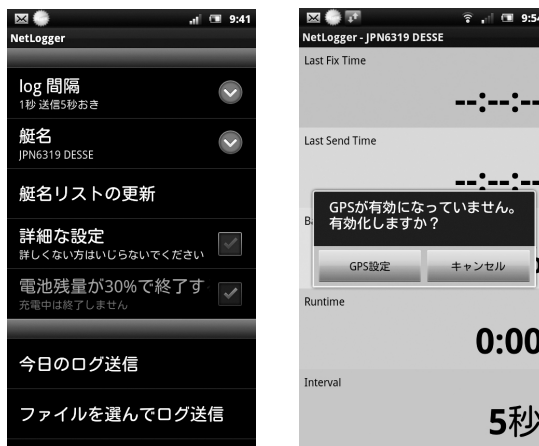 9:41
NetLogger
log 間隔
1秒 送信5秒おき
艇名
JPN6319 DESSE
艇名リストの更新
詳細な設定
詳しくない方はいじらないでください
電池残量が30%で終了す
充電中は終了しません
今日のログ送信
ファイルを選んでログ送信
9:54
NetLogger - JPN6319 DESSE
Last Fix Time
--:--:--
Last Send Time
--:--:--
GPSが有効になっていません。
有効化しますか？
GPS設定
キャンセル
Runtime
0:00
Interval
5秒